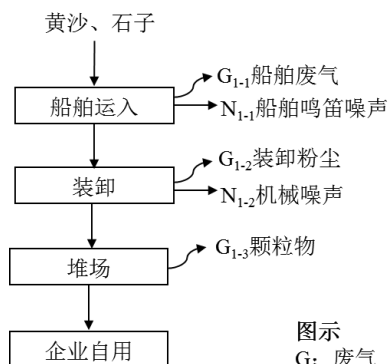 黄沙、石子
G1-1船舶废气
船舶运入
N1-1船舶鸣笛噪声
G1-2装卸粉尘
装卸
N1-2机械噪声
G1-3颗粒物
堆场
图示
企业自用
G：废气